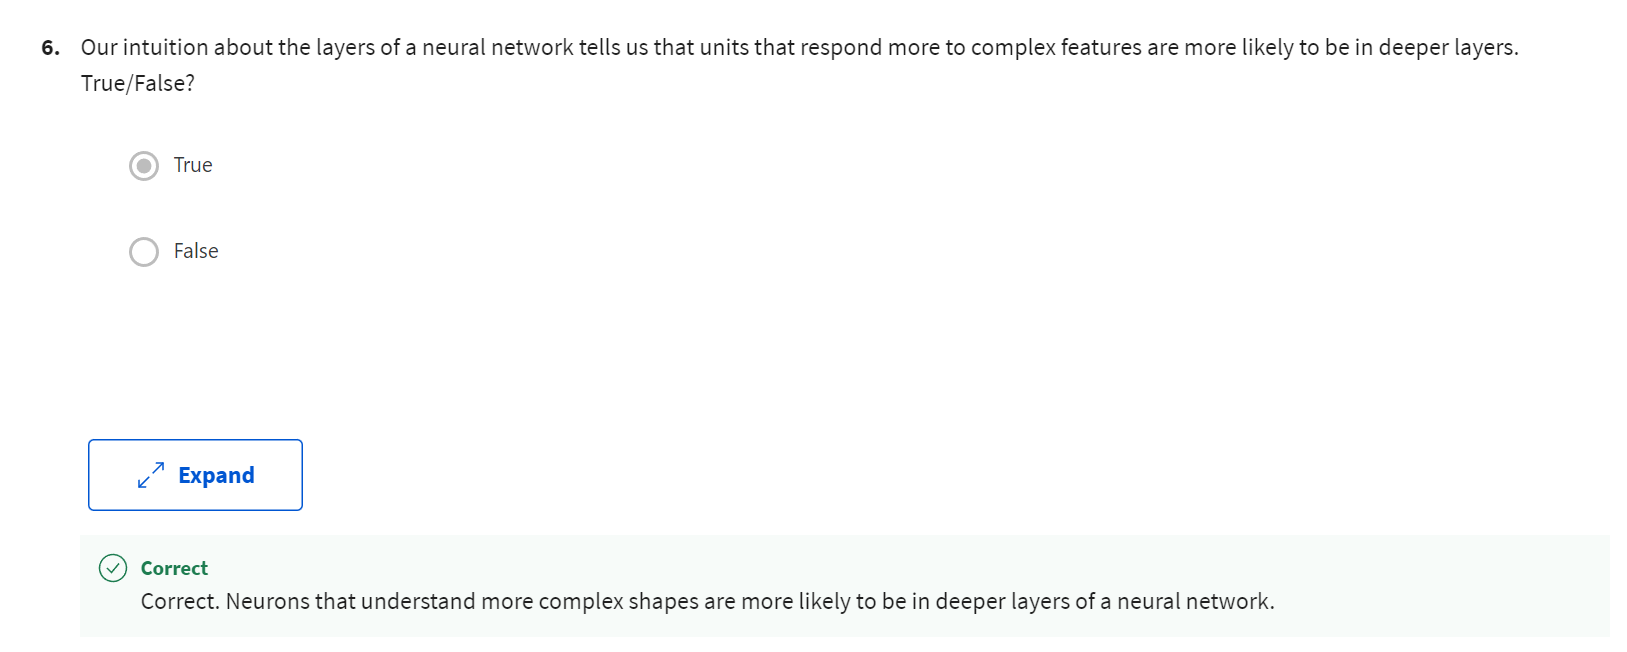 6. Our intuition about the layers of a neural network tells us that units that respond more to complex features are more likely to be in deeper layers.
True/False?
True
False
Expand
Correct
Correct. Neurons that understand more complex shapes are more likely to be in deeper layers of a neural network.